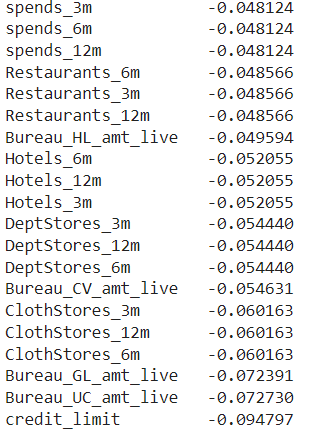 spends_3m -0.048124
spends_6m -0.048124
spends_12m -0.048124
Restaurants_6m -0.048566
Restaurants_3m -0.048566
Restaurants_12m -0.048566
Bureau_HL_amt_live -0.049594
Hotels_6m -0.052055
Hotels_12m -0.052055
Hotels_3m -0.052055
DeptStores_3m -0.054440
DeptStores_12m -0.054440
DeptStores_6m -0.054440
Bureau_CV_amt_live -0.054631
ClothStores_3m -0.060163
ClothStores_12m -0.060163
ClothStores_6m -0.060163
Bureau_GL_amt_live -0.072391
Bureau_UC_amt_live -0.072730
credit_limit -0.094797